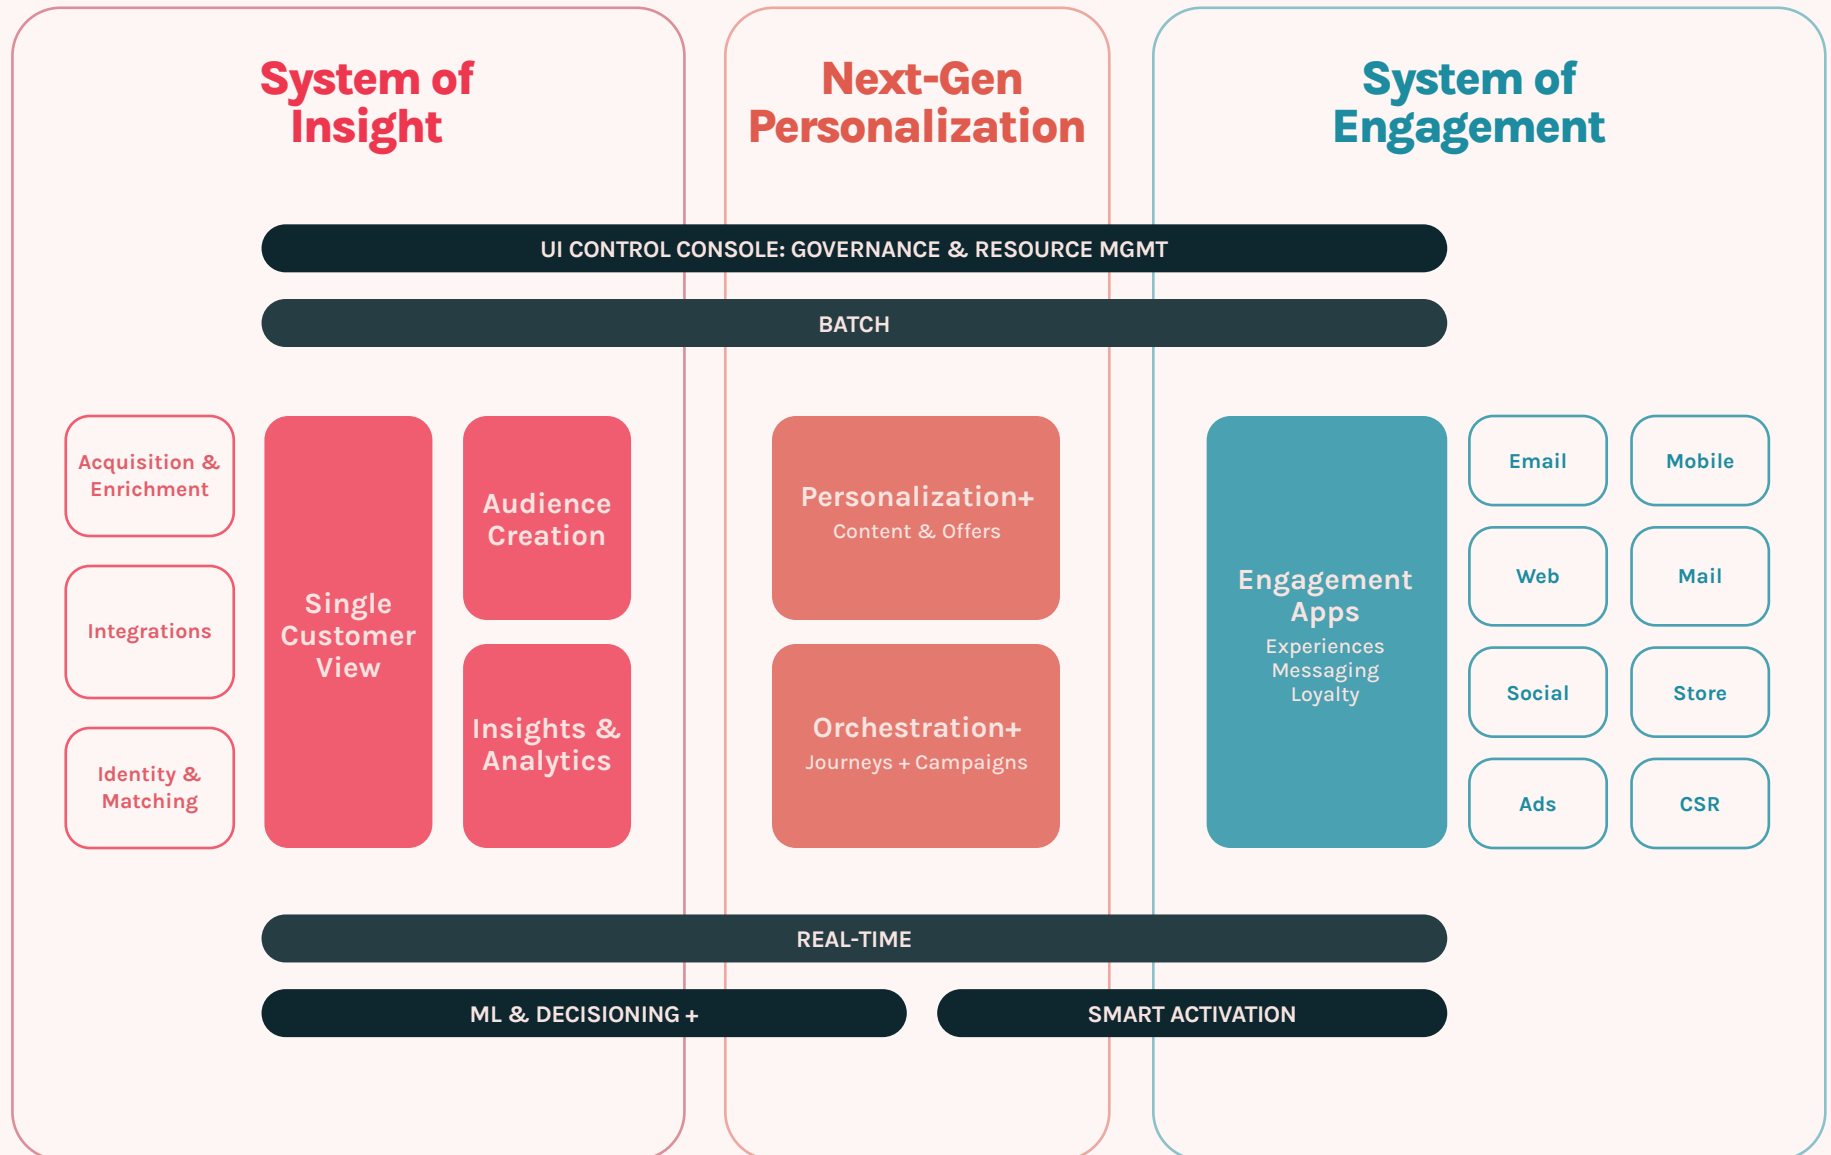 System of
Insight
Next-Gen
Personalization
System of
Engagement
UI CONTROL CONSOLE: GOVERNANCE & RESOURCE MGMT
BATCH
Acquisition &
Enrichment
Integrations
Identity &
Matching
Single
Customer
View
Audience
Creation
Insights &
Analytics
Personalization+
Content & Offers
Orchestration+
Journeys + Campaigns
Engagement
Apps
Experiences
Messaging
Loyalty
Email
Mobile
Web
Mail
Social
Store
Ads
CSR
REAL-TIME
ML & DECISIONING +
SMART ACTIVATION